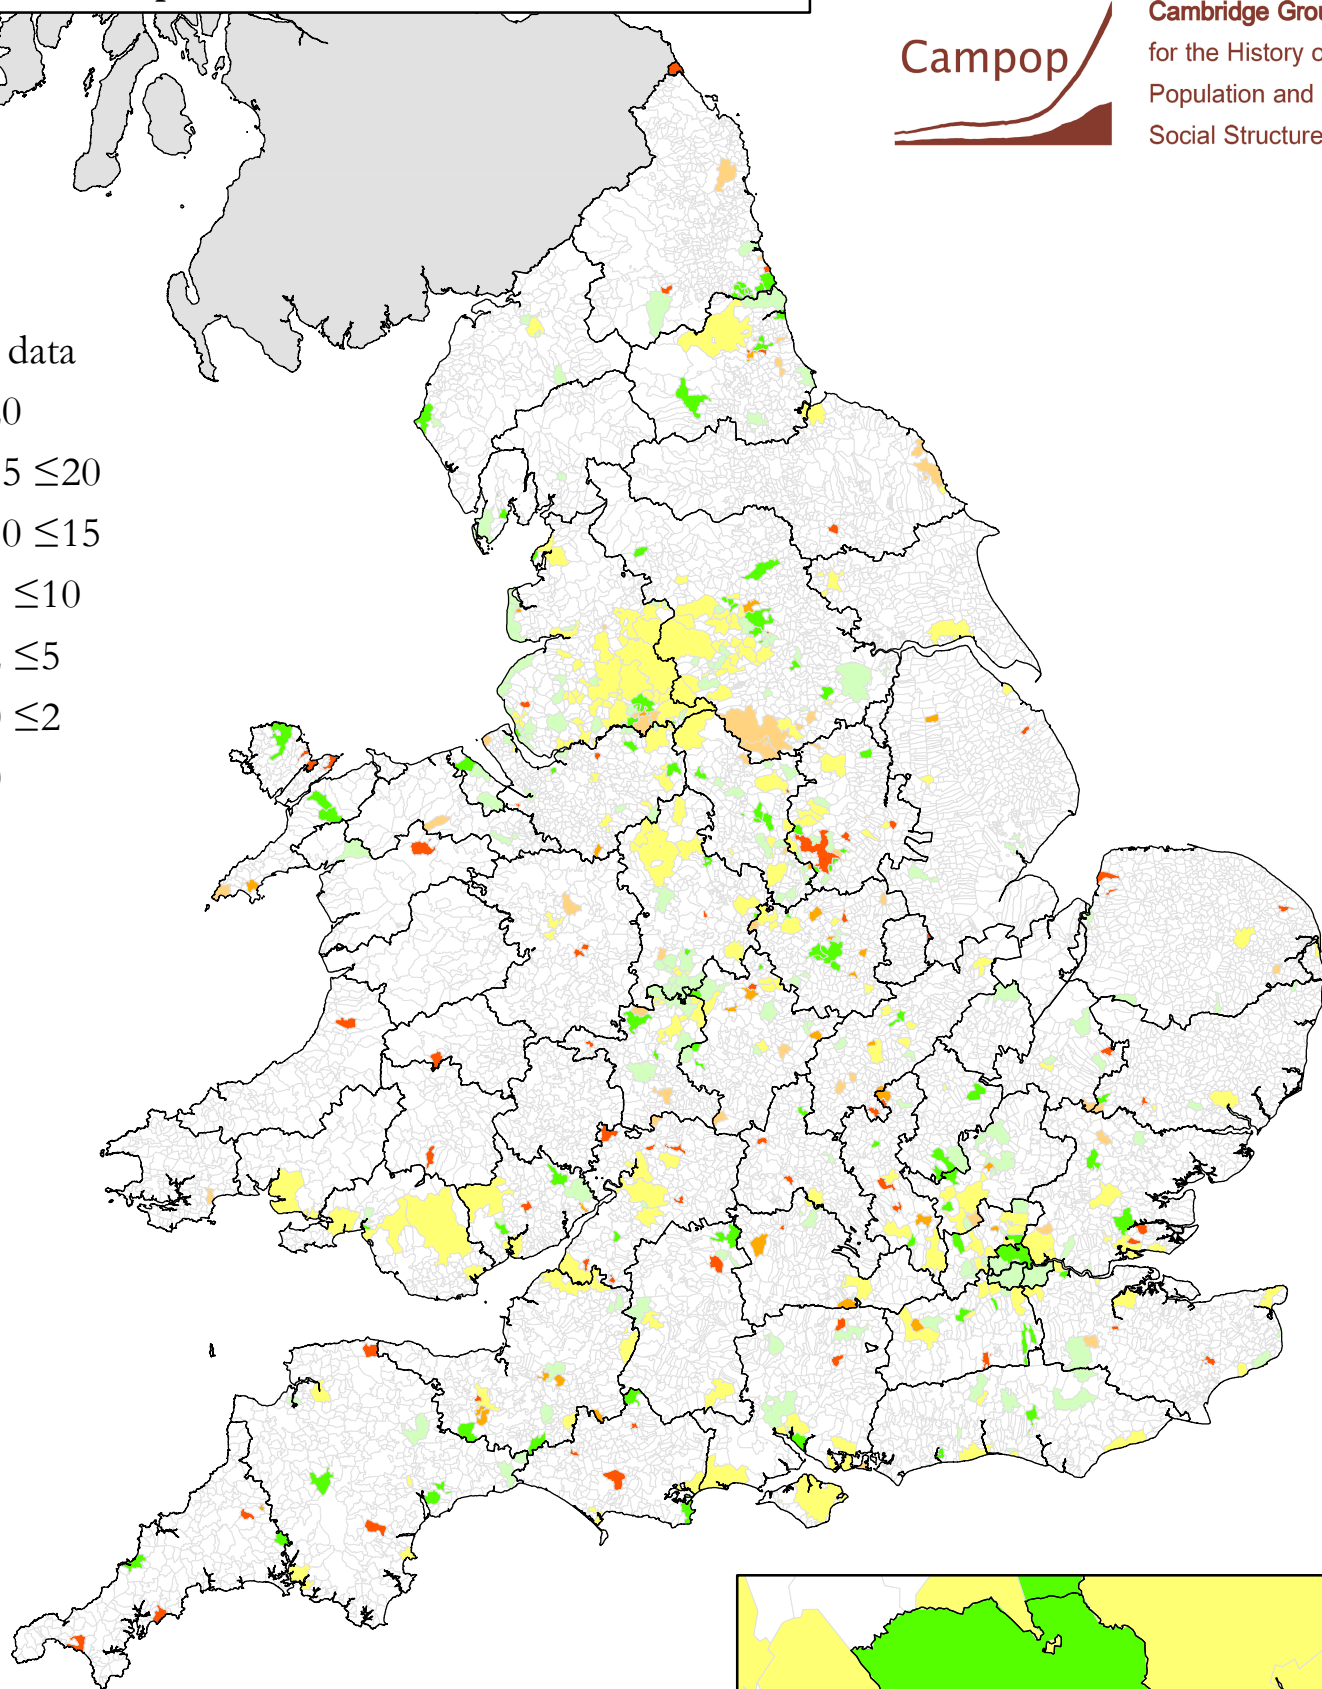 Campop
Cambridge Grou
for the History o
Population and
Social Structure
data
0
5 ≤20
0 ≤15
≤10
≤5
≤2